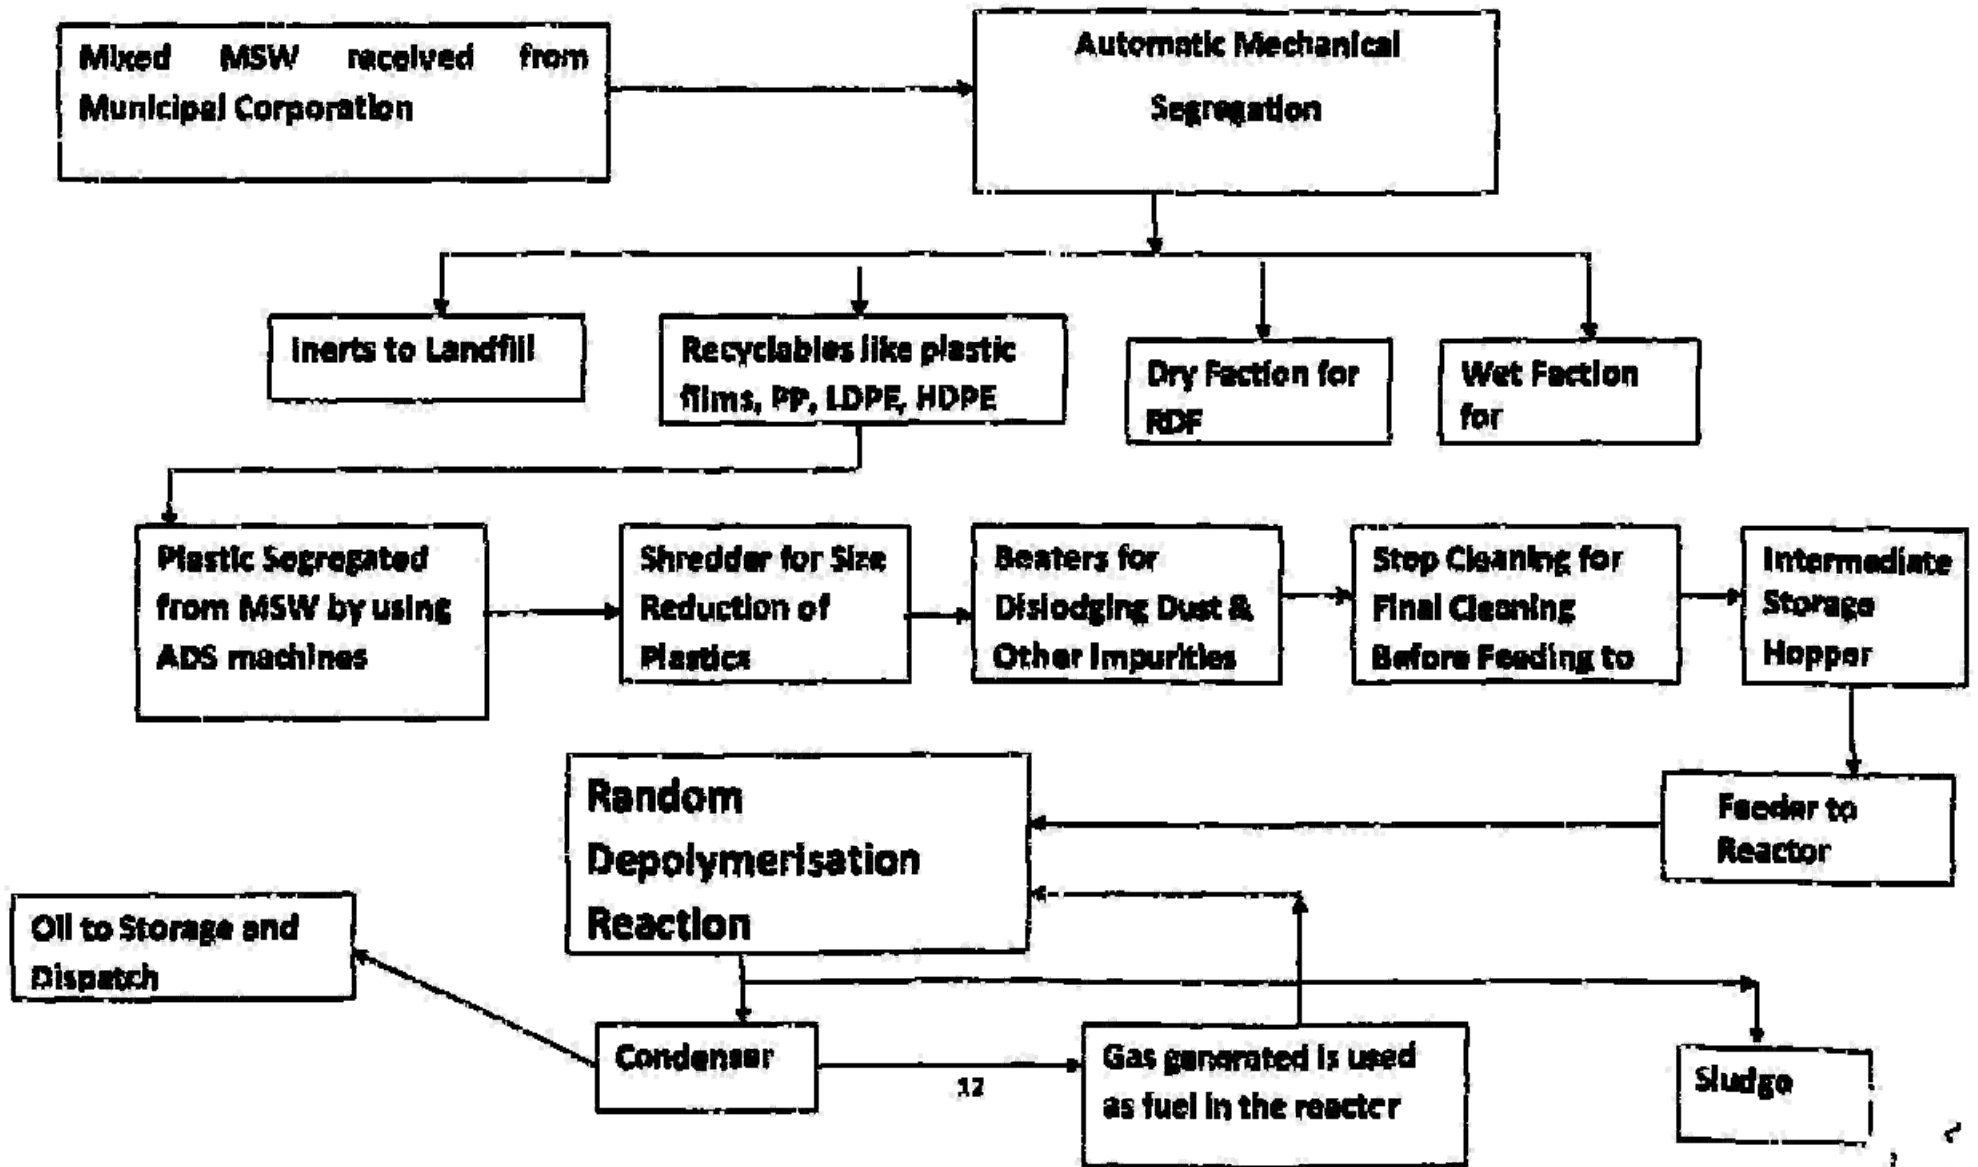 Mixed MSW received from
Municipal Corporation
Automatic Mechanical
Segregation
Inerts to Landfill
Recyclables like plastic
films, PP, LDPE, HDPE
Dry Faction for
RDF
Wet Faction
for
Plastic Segregated
from MSW by using
ADS machines
Shredder for Size
Reduction of
Plastics
Beaters for
Dislodging Dust &
Other Impurities
Step Cleaning for
Final Cleaning
Before Feeding to
Intermediate
Storage
Hopper
Random
Depolymerisation
Reaction
Feeder to
Reactor
Oil to Storage and
Dispatch
Condenser
12
Gas generated is used
as fuel in the reactor
Sludge